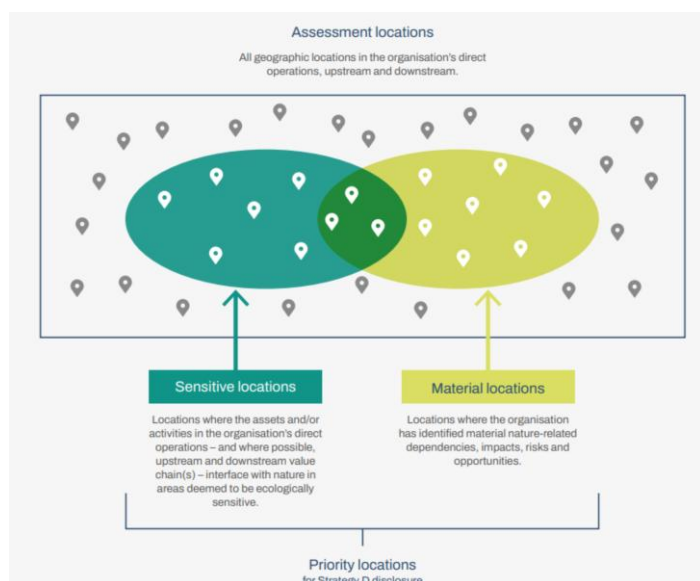 Assessment locations
All geographic locations in the organisation's direct
operations, upstream and downstream.
Sensitive locations
Locations where the assets and/or
activities in the organisation's direct
operations – and where possible,
upstream and downstream value
chain(s) – interface with nature in
areas deemed to be ecologically
sensitive.
Material locations
Locations where the organisation
has identified material nature-related
dependencies, impacts, risks and
opportunities.
Priority locations
for Strategy D disclosure